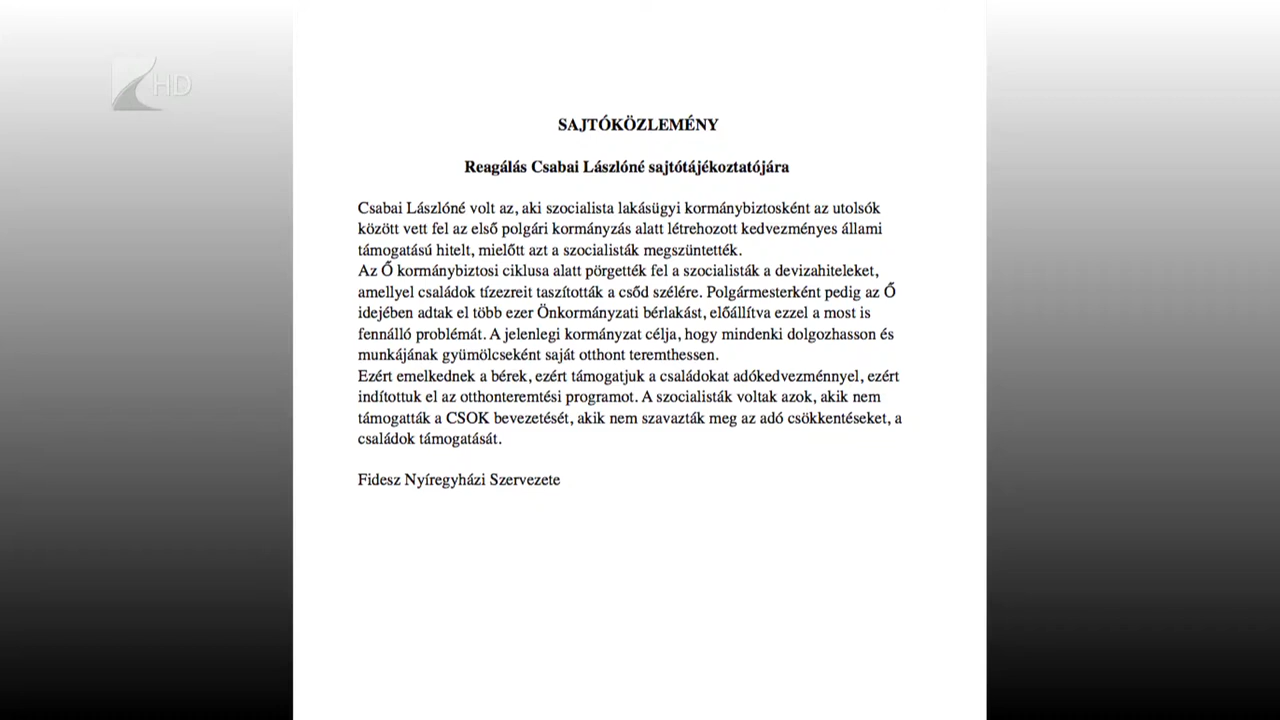 HD
SAJTÓKÖZLEMÉNY
Reagálás Csabai Lászlóné sajtótájékoztatójára
Csabai Lászlóné volt az, aki szocialista lakásügyi kormánybiztosként az utolsók
között vett fel az első polgári kormányzás alatt létrehozott kedvezményes állami
támogatású hitelt, mielőtt azt a szocialisták megszüntették.
Az Ő kormánybiztosi ciklusa alatt pörgették fel a szocialisták a devizahiteleket,
amellyel családok tízezreit taszították a csőd szélére. Polgármesterként pedig az Ő
idejében adtak el több ezer Önkormányzati bérlakást, előállítva ezzel a most is
fennálló problémát. A jelenlegi kormányzat célja, hogy mindenki dolgozhasson és
munkájának gyümölcseként saját otthont teremthessen.
Ezért emelkednek a bérek, ezért támogatjuk a családokat adókedvezménnyel, ezért
indítottuk el az otthonteremtési programot. A szocialisták voltak azok, akik nem
támogatták a CSOK bevezetését, akik nem szavazták meg az adó csökkentéseket, a
családok támogatását.
Fidesz Nyíregyházi Szervezete